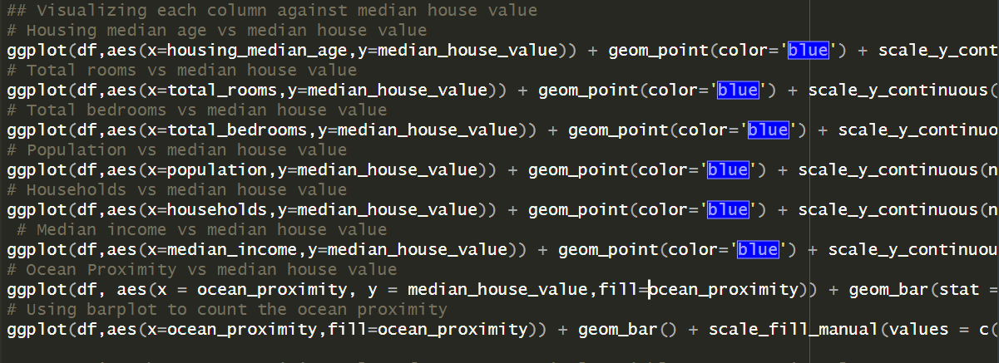 ## Visualizing each column against median house value
# Housing median age vs median house value
ggplot(df,aes(x=housing_median_age,y=median_house_value)) + geom_point(color='blue') + scale_y_cont
# Total rooms vs median house value
ggplot(df,aes(x=total_rooms,y=median_house_value)) + geom_point(color='blue') + scale_y_continuous(
# Total bedrooms vs median house value
ggplot(df,aes(x=total_bedrooms,y=median_house_value)) + geom_point(color='blue') + scale_y_continuo
# Population vs median house value
ggplot(df,aes(x=population,y=median_house_value)) + geom_point(color='blue') + scale_y_continuous(n
# Households vs median house value
ggplot(df,aes(x=households,y=median_house_value)) + geom_point(color='blue') + scale_y_continuous(n
 # Median income vs median house value
ggplot(df,aes(x=median_income,y=median_house_value)) + geom_point(color='blue') + scale_y_continuou
# Ocean Proximity vs median house value
ggplot(df, aes(x = ocean_proximity, y = median_house_value,fill=ocean_proximity)) + geom_bar(stat =
# Using barplot to count the ocean proximity
ggplot(df,aes(x=ocean_proximity,fill=ocean_proximity)) + geom_bar() + scale_fill_manual(values = c(